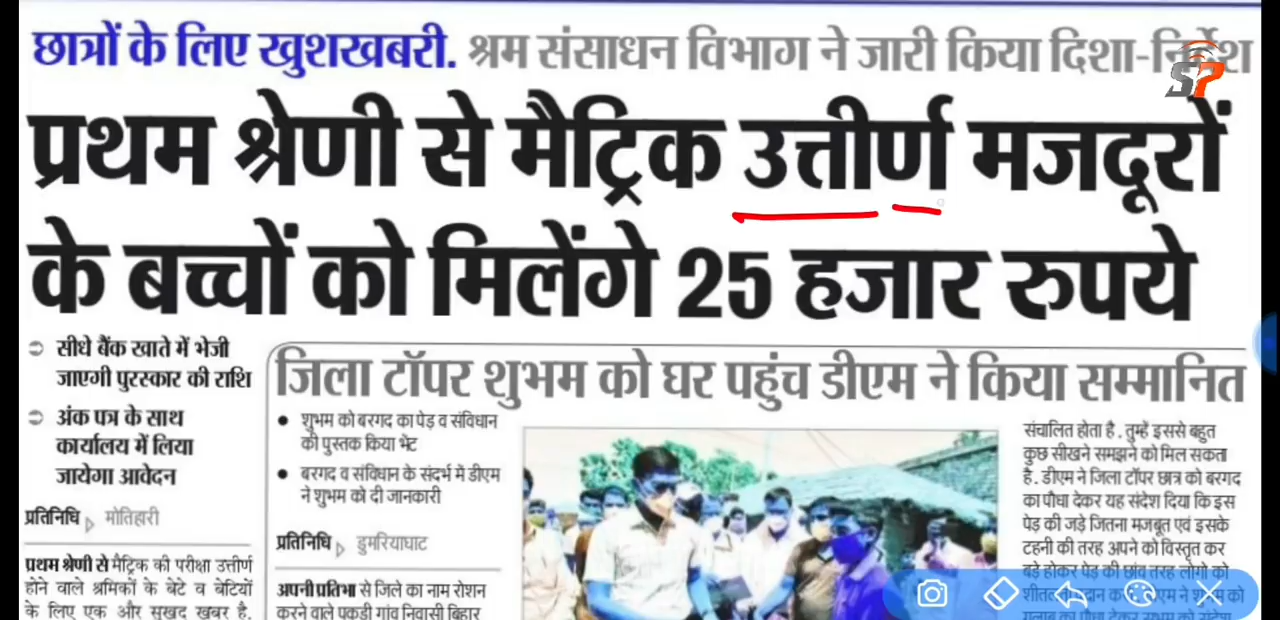 छात्रों के लिए खुशखबरी. श्रम संसाधन विभाग ने जारी किया दिशा-निर्देश
प्रथम श्रेणी से मैट्रिक उत्तीर्ण मजदूरों
के बच्चों को मिलेंगे 25 हजार रुपये
सीधे बैंक खाते में भेजी
जाएगी पुरस्कार की राशि
अंक पत्र के साथ
कार्यालय में लिया
जायेगा आवेदन
प्रतिनिधि मोतिहारी
प्रथम श्रेणी से मैट्रिक की परीक्षा उत्तीर्ण
होने वाले श्रमिकों के बेटे व बेटियों
के लिए एक और सुखद खबर है.
जिला टॉपर शुभम को घर पहुंच डीएम ने किया सम्मानित
शुभम को बरगद का पेड़ व संविधान
की पुस्तक किया भेंट
बरगद व संविधान के संदर्भ में डीएम
ने शुभम को दी जानकारी
प्रतिनिधि डुमरियाघाट
अपनी प्रतिभा से जिले का नाम रोशन
करने वाले पकडी गांव निवासी बिहार
संचालित होता है. तुम्हें इससे बहुत
कुछ सीखने समझने को मिल सकता
है. डीएम ने जिला टॉपर छात्र को बरगद
का पौधा देकर यह संदेश दिया कि इस
पेड़ की जड़े जितना मजबूत एवं इसके
टहनी की तरह अपने को विस्तृत कर
बड़े होकर पेड़ की छांव तरह लोगो को